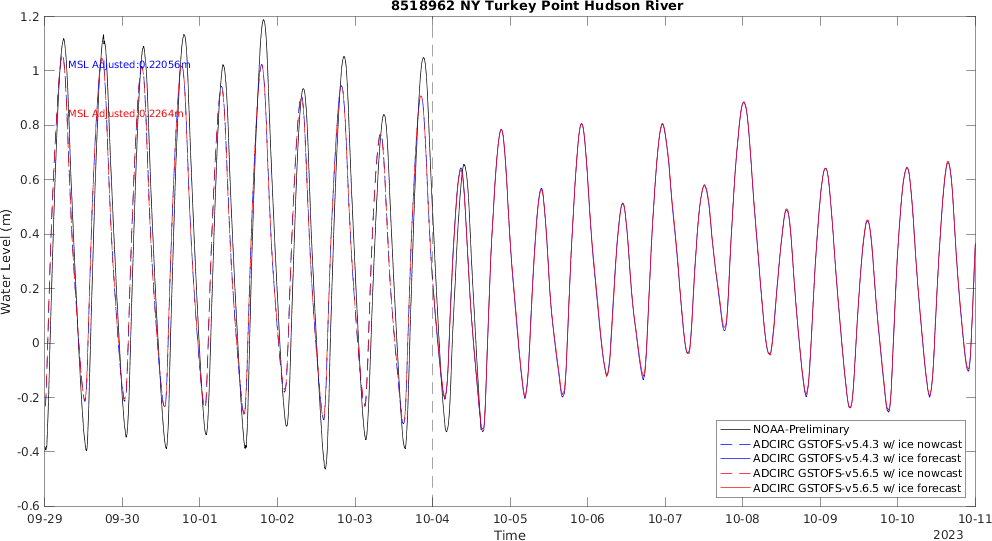 8518962 NY Turkey Point Hudson River
1.2
1
0.8
0.6
0.4
0.2
0
-0.2
-0.4
-0.6
Water Level (m)
MSL Adjusted:0.22056m
MSL Adjusted:0.2264m
NOAA-Preliminary
ADCIRC GSTOFS-v5.4.3 w/ ice nowcast
ADCIRC GSTOFS-v5.4.3 w/ ice forecast
ADCIRC GSTOFS-v5.6.5 w/ ice nowcast
ADCIRC GSTOFS-v5.6.5 w/ ice forecast
09-29 09-30 10-01 10-02 10-03 10-04 10-05 10-06 10-07 10-08 10-09 10-10 10-11
Time
2023